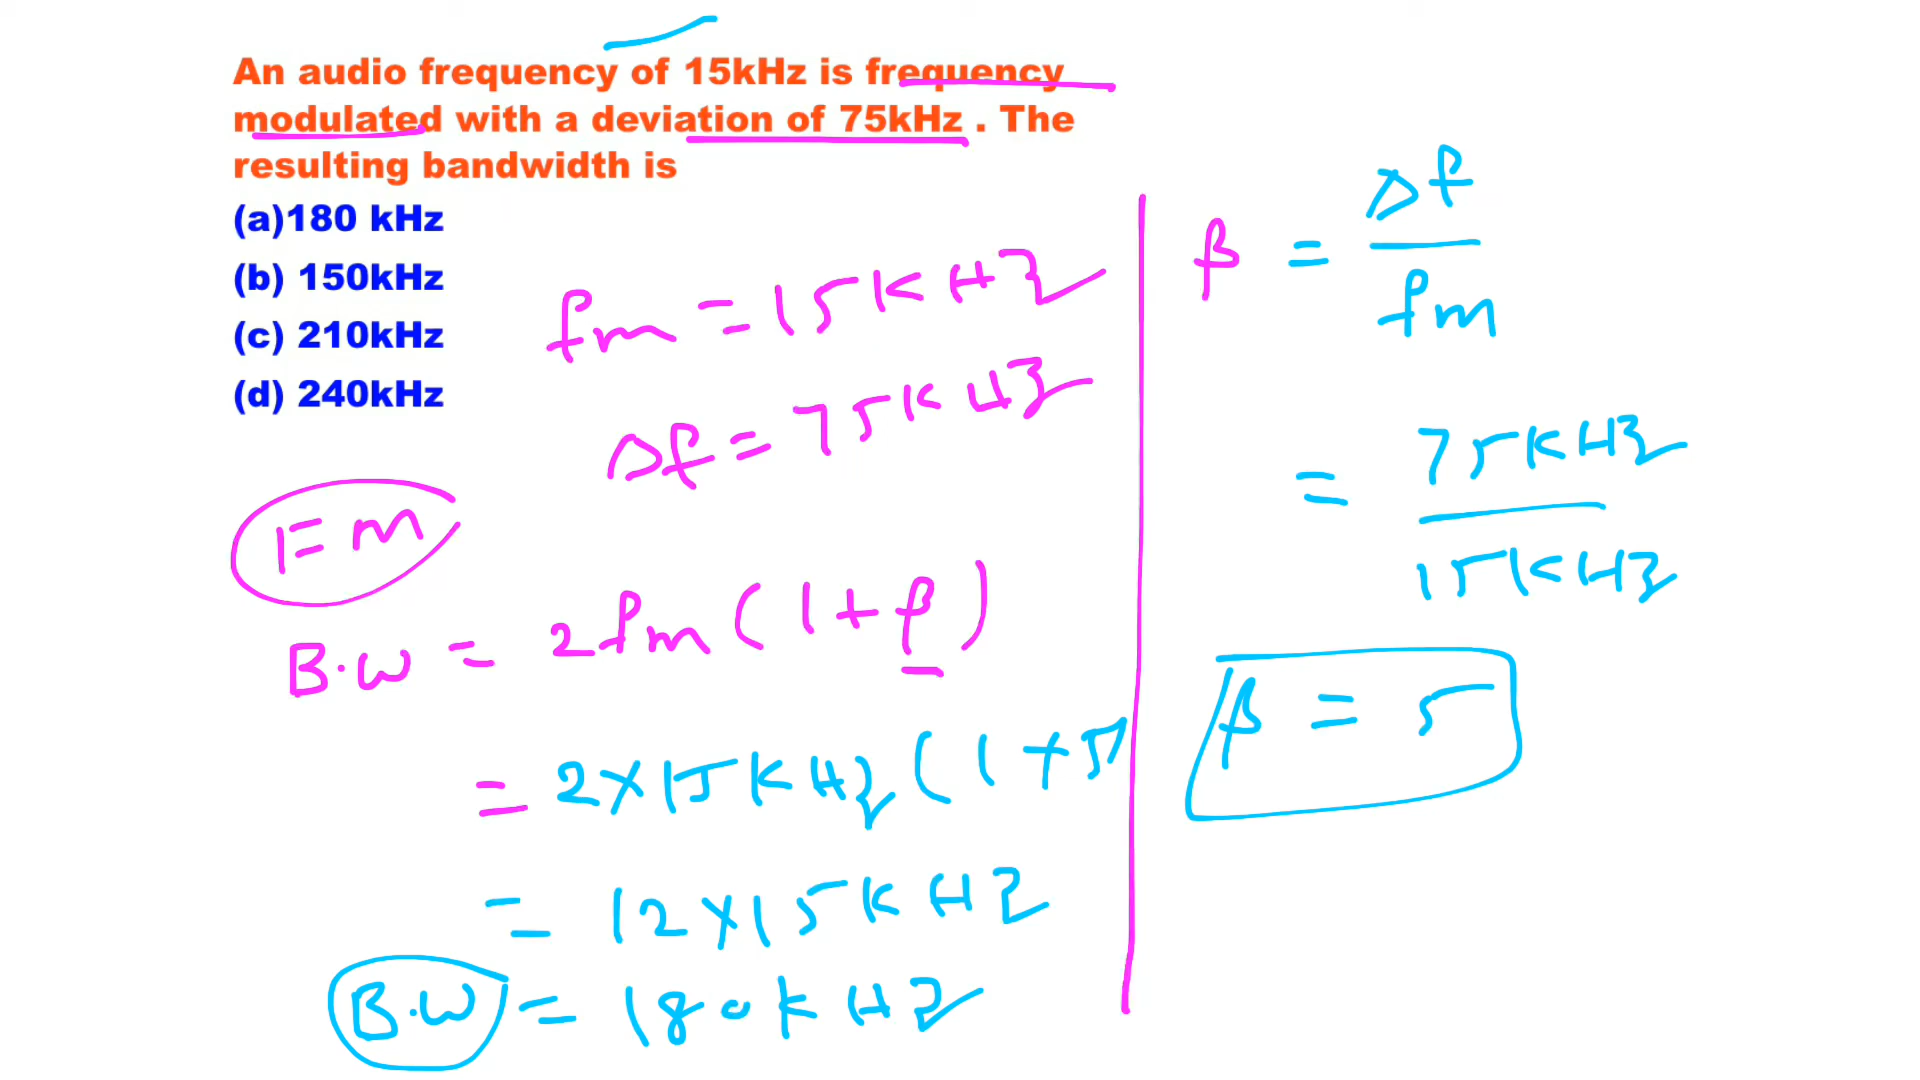 An audio frequency of 15kHz is frequency
modulated with a deviation of 75kHz . The
resulting bandwidth is
(a)180 kHz
(b) 150kHz
(c) 210kHz
(d) 240kHz
fm = 15KHz
Δf = 75KHz
FM
B.W = 2fm(1+β)
= 2×15KHz(1+5)
= 12×15KHz
B.W = 180KHz
β = Δf
fm
= 75KHz
15KHz
β = 5